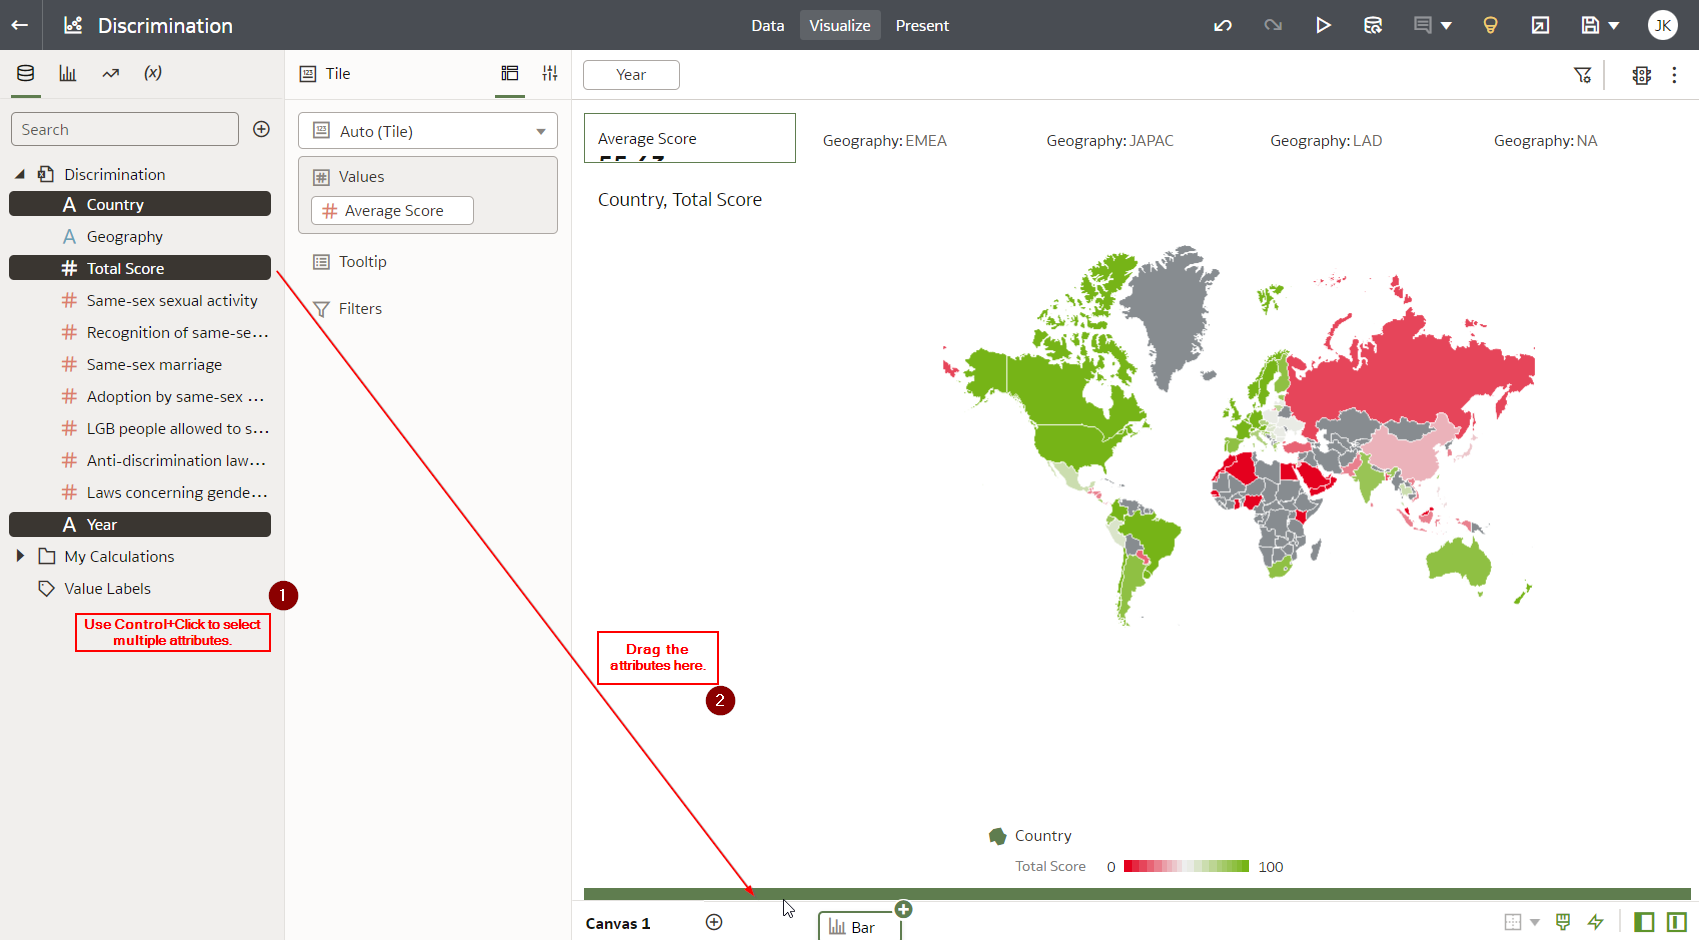 Discrimination
Data Visualize Present
JK
(x)
Tile
Year
Search
Auto (Tile)
Values
# Average Score
Tooltip
Filters
Discrimination
A Country
A Geography
# Total Score
# Same-sex sexual activity
# Recognition of same-se...
# Same-sex marriage
# Adoption by same-sex ...
# LGB people allowed to s...
# Anti-discrimination law...
# Laws concerning gende...
A Year
My Calculations
Value Labels
1
Use Control+Click to select
multiple attributes.
Average Score
Geography: EMEA
Geography: JAPAC
Geography: LAD
Geography: NA
Country, Total Score
Drag the
attributes here.
2
Country
Total Score 0 100
Canvas 1
Bar